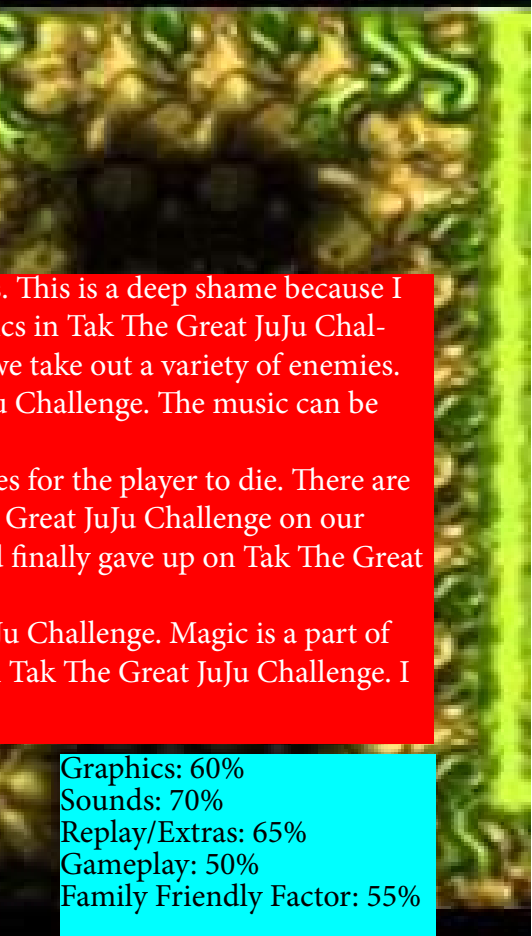 . This is a deep shame because I
cs in Tak The Great JuJu Chal-
we take out a variety of enemies.
u Challenge. The music can be
es for the player to die. There are
Great JuJu Challenge on our
d finally gave up on Tak The Great
Ju Challenge. Magic is a part of
Tak The Great JuJu Challenge. I
Graphics: 60%
Sounds: 70%
Replay/Extras: 65%
Gameplay: 50%
Family Friendly Factor: 55%